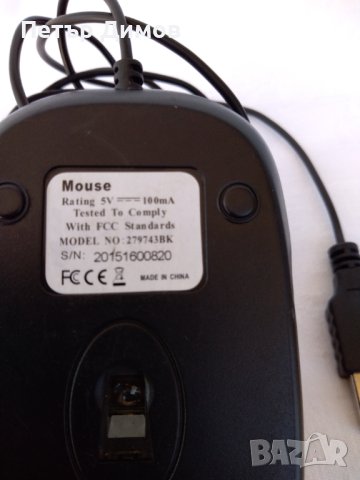 Петър Димов
Mouse
Rating 5V 100mA
Tested To Comply
With FCC Standards
MODEL NO:279743BK
S/N: 20151600820
FC CE MADE IN CHINA
BAZAR